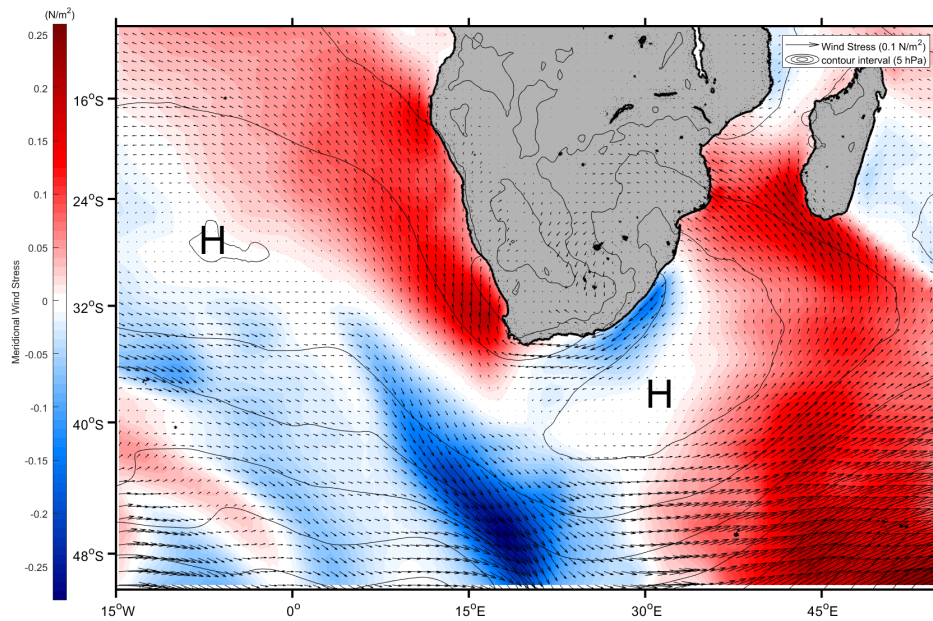 (N/m²)
0.25
0.2
0.15
0.1
0.05
0
-0.05
-0.1
-0.15
-0.2
-0.25
Meridional Wind Stress
Wind Stress (0.1 N/m²)
contour interval (5 hPa)
16°S
24°S
32°S
40°S
48°S
H
H
15°W
0°
15°E
30°E
45°E